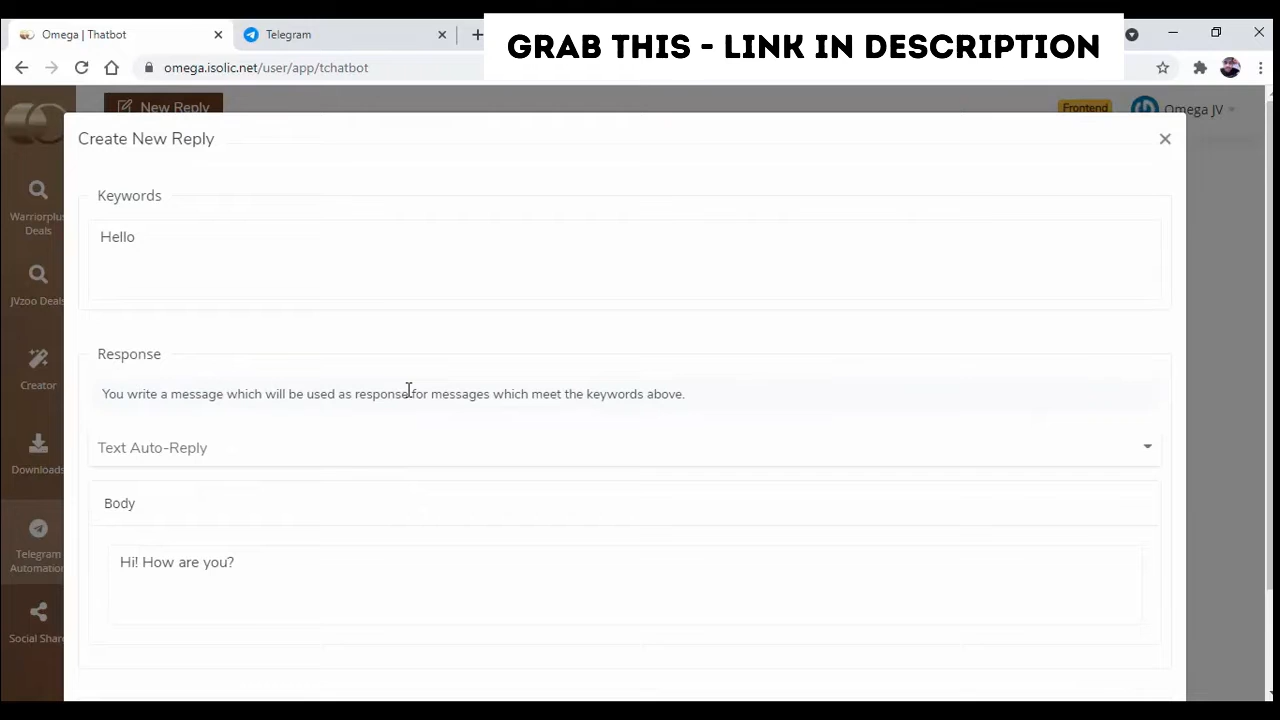 Omega | Thatbot
Telegram
GRAB THIS - LINK IN DESCRIPTION
omega.isolic.net/user/app/tchatbot
New Reply
Frontend
Omega JV
Create New Reply
Keywords
Hello
Warriorplus
Deals
JVzoo Deals
Creator
Downloads
Telegram
Automation
Social Share
Response
You write a message which will be used as response for messages which meet the keywords above.
Text Auto-Reply
Body
Hi! How are you?